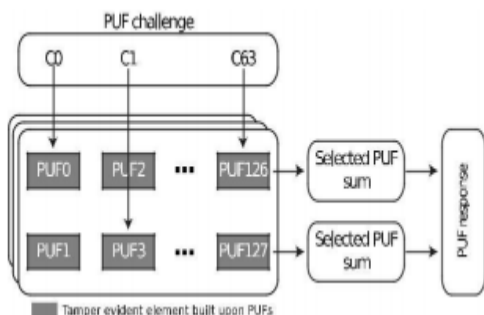 PUF challenge
C0 C1 C63
PUF0 PUF2 ••• PUF126
Selected PUF
sum
PUF1 PUF3 ••• PUF127
Selected PUF
sum
PUF response
Tamper evident element built upon PUFs